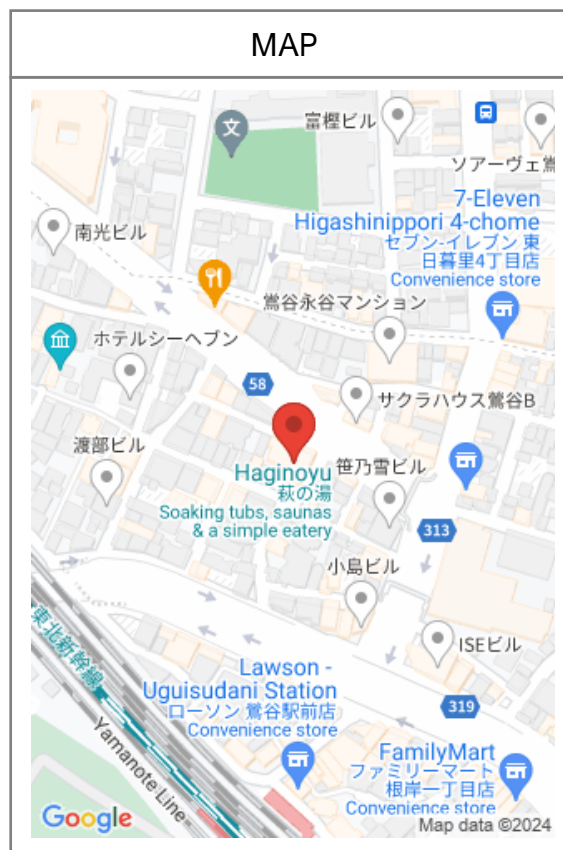 MAP
文
富樫ビル
ソアーヴェ鶯
7-Eleven
Higashinippori 4-chome
セブン-イレブン 東
日暮里4丁目店
Convenience store
南光ビル
鶯谷永谷マンション
ホテルシーヘブン
58
サクラハウス鶯谷B
渡部ビル
Haginoyu
萩の湯
Soaking tubs, saunas
& a simple eatery
笹乃雪ビル
313
小島ビル
ISEビル
東北新幹線
Lawson -
Uguisudani Station
ローソン 鶯谷駅前店
Convenience store
319
Yamanote Line
FamilyMart
ファミリーマート
根岸一丁目店
Convenience store
Google
Map data ©2024